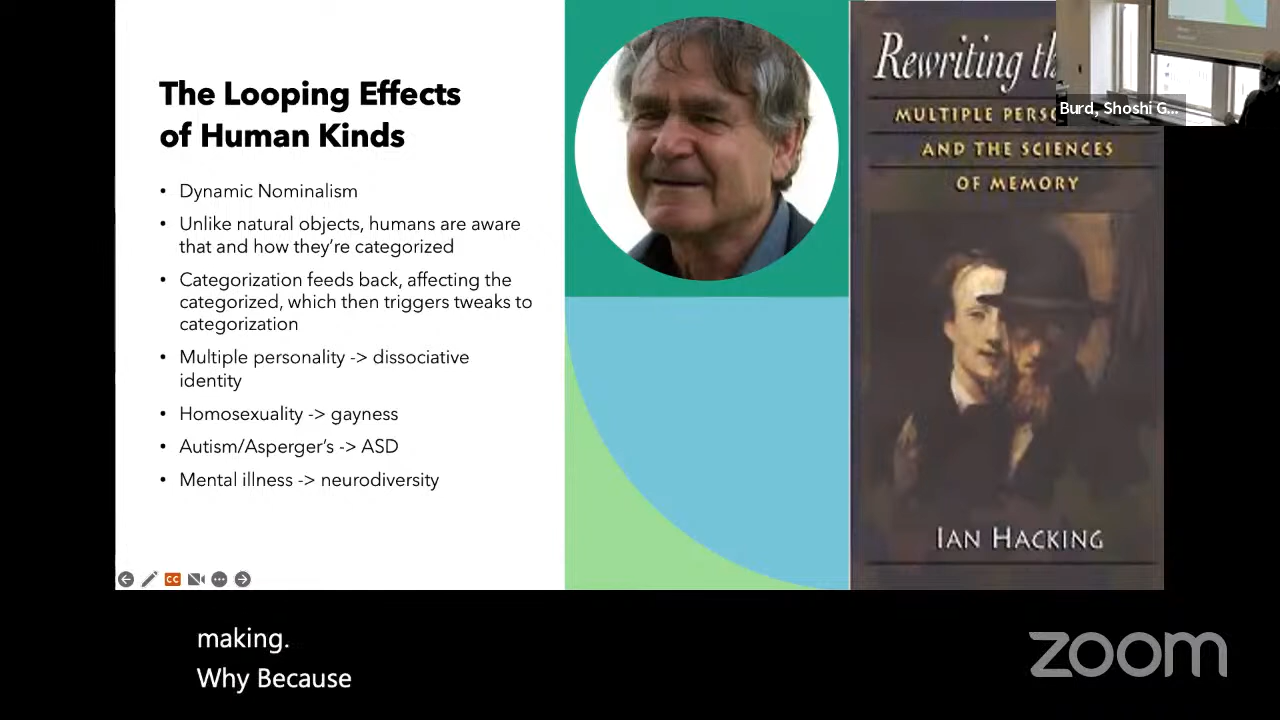 The Looping Effects
of Human Kinds
• Dynamic Nominalism
• Unlike natural objects, humans are aware
that and how they're categorized
• Categorization feeds back, affecting the
categorized, which then triggers tweaks to
categorization
• Multiple personality -> dissociative
identity
• Homosexuality -> gayness
• Autism/Asperger's -> ASD
• Mental illness -> neurodiversity
CC
Rewriting
MULTIPLE
AND THE SCIENCES
OF MEMORY
IAN HACKING
Burd, Shoshi G...
making.
Why Because
zoom